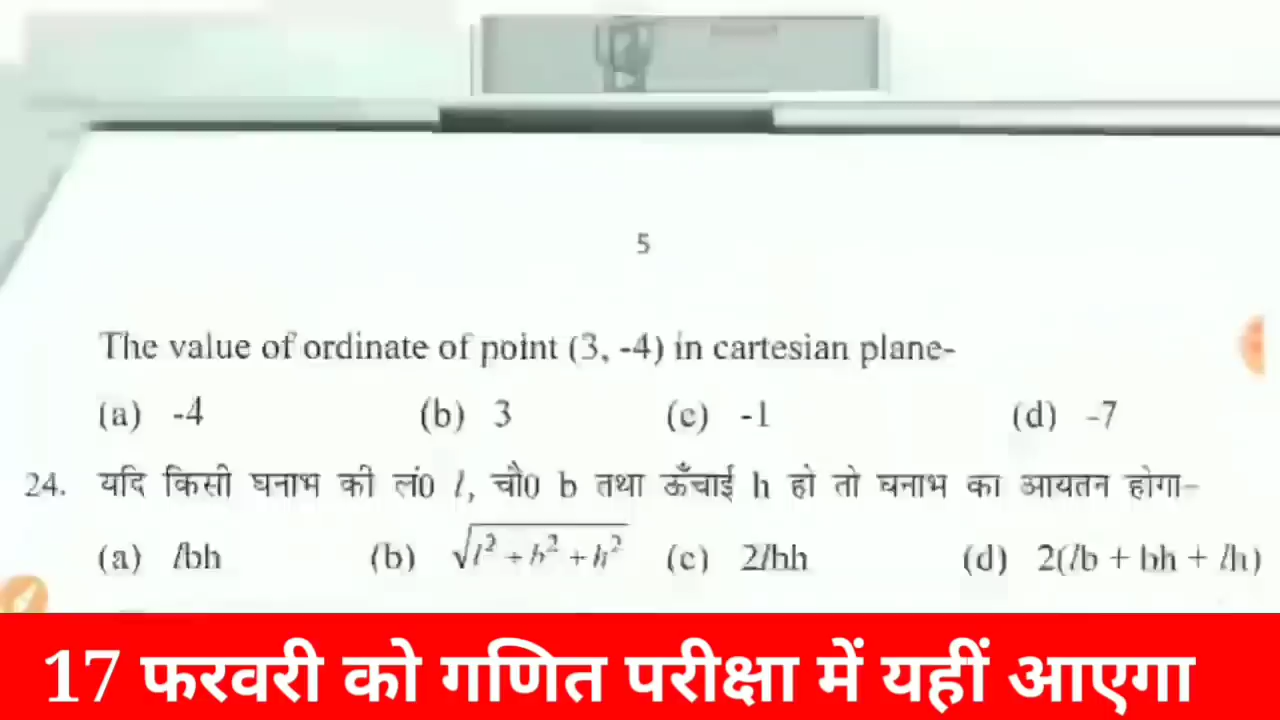 5
The value of ordinate of point (3, -4) in cartesian plane-
(a) -4 (b) 3 (c) -1 (d) -7
24. यदि किसी घनाभ की लं0 l, चौ0 b तथा ऊँचाई h हो तो घनाभ का आयतन होगा-
(a) lbh (b) √l² + b² + h² (c) 2lbh (d) 2(lb + bh + lh)
17 फरवरी को गणित परीक्षा में यहीं आएगा